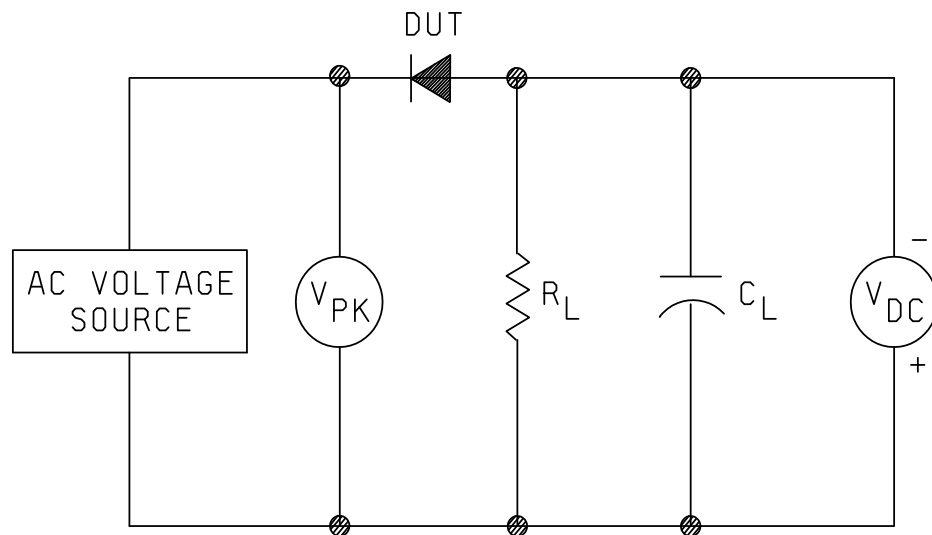 DUT
AC VOLTAGE
SOURCE
VPK
RL
CL
-
VDC
+